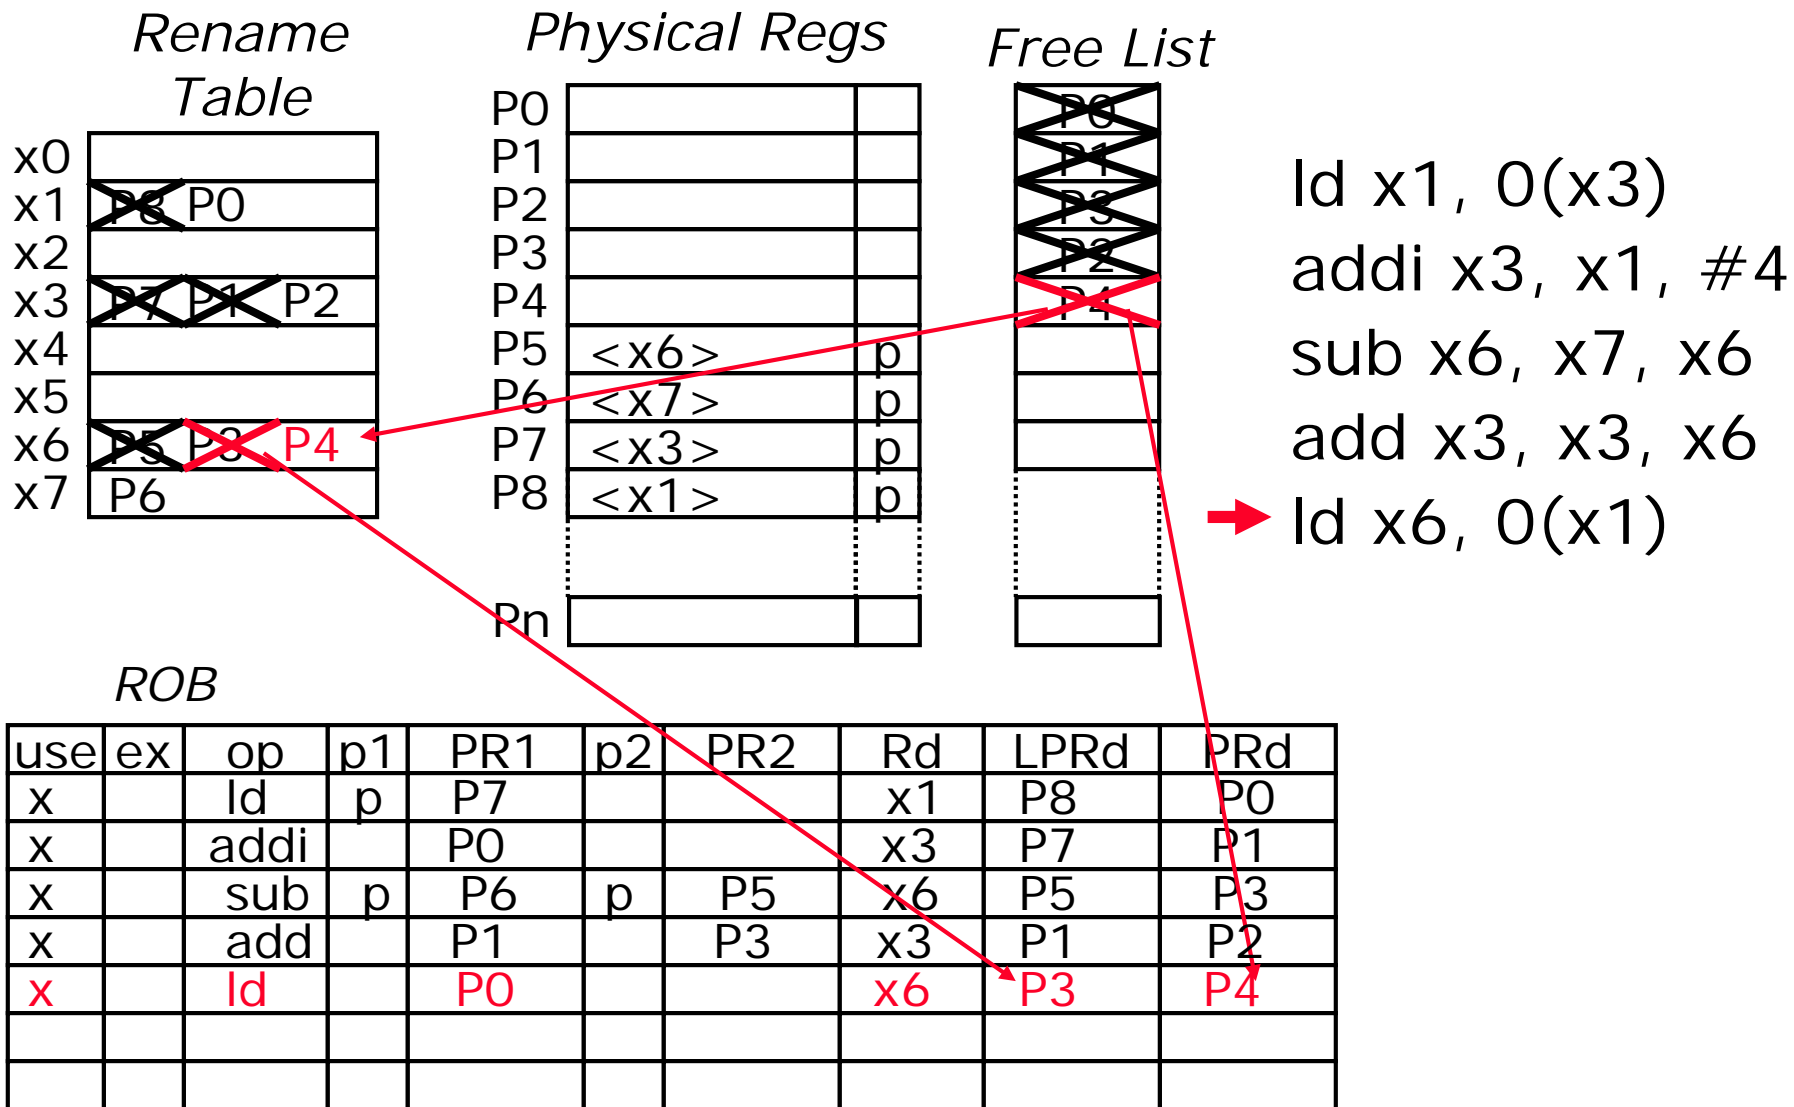 Rename
Table
x0
x1 P8 P0
x2
x3 P7 P1 P2
x4
x5
x6 P5 P3 P4
x7 P6
Physical Regs
P0
P1
P2
P3
P4
P5 <x6> p
P6 <x7> p
P7 <x3> p
P8 <x1> p
Pn
Free List
P0
P1
P3
P2
P4
ld x1, 0(x3)
addi x3, x1, #4
sub x6, x7, x6
add x3, x3, x6
ld x6, 0(x1)
ROB
use ex op p1 PR1 p2 PR2 Rd LPRd PRd
x ld p P7 x1 P8 P0
x addi P0 x3 P7 P1
x sub p P6 p P5 x6 P5 P3
x add P1 P3 x3 P1 P2
x ld P0 x6 P3 P4